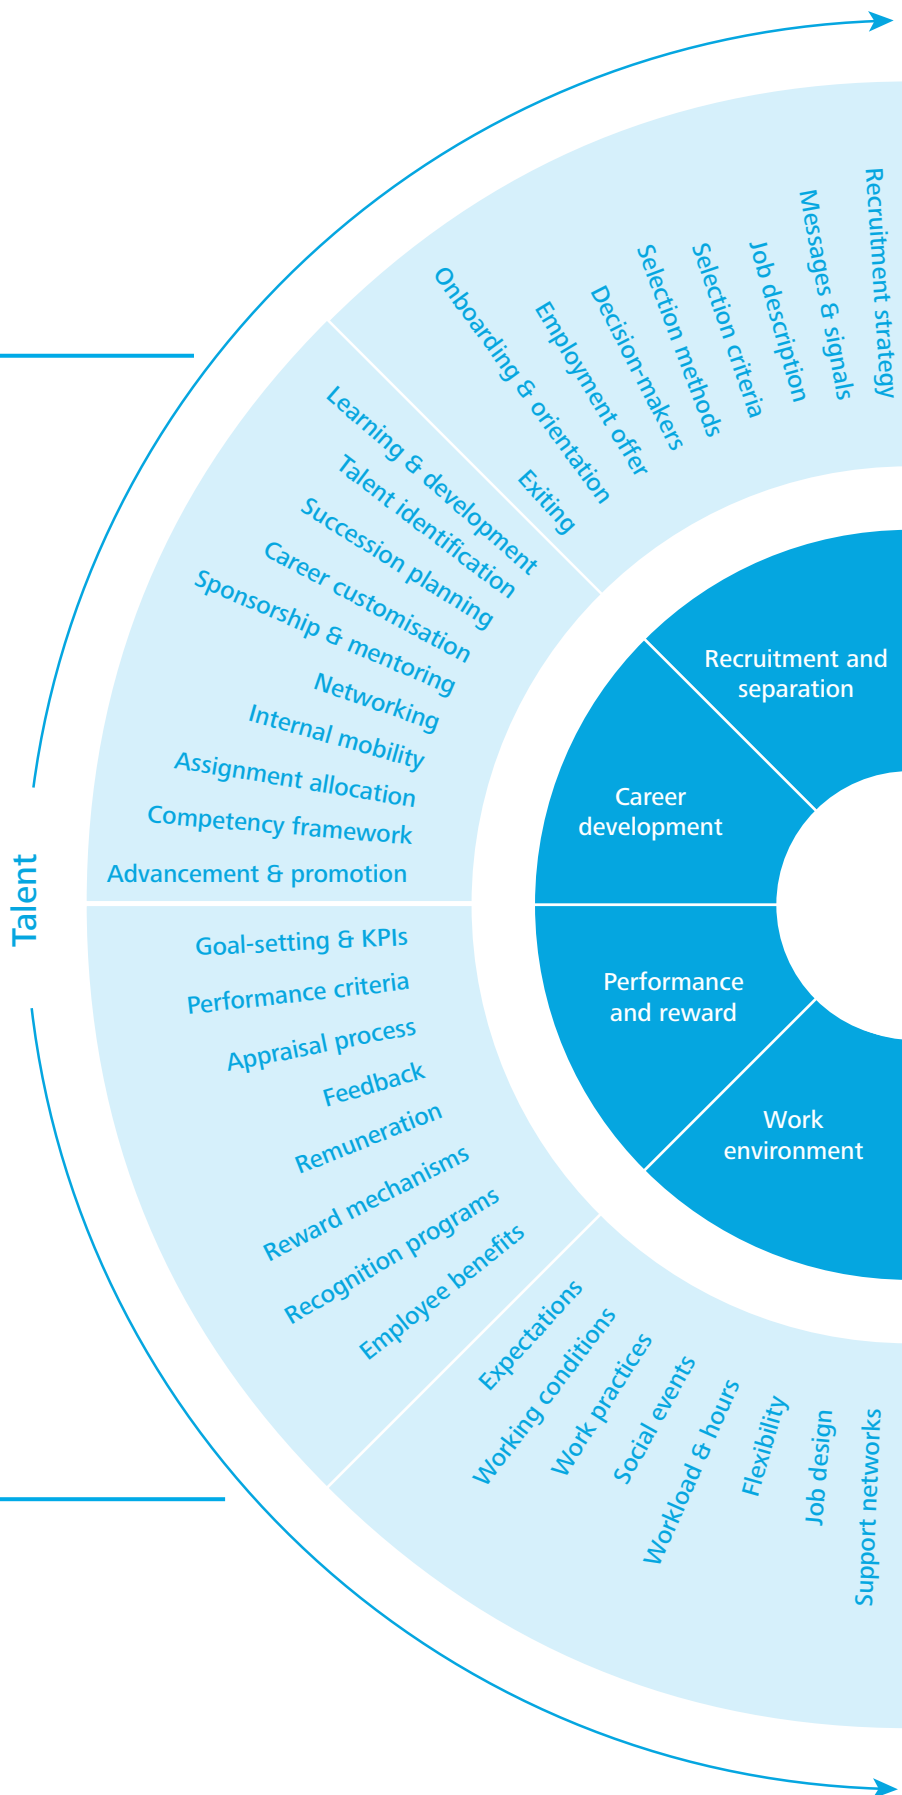 Talent
Recruitment strategy
Messages & signals
Job description
Selection criteria
Selection methods
Decision-makers
Employment offer
Onboarding & orientation
Exiting
Learning & development
Talent identification
Succession planning
Career customisation
Sponsorship & mentoring
Networking
Internal mobility
Assignment allocation
Competency framework
Advancement & promotion
Goal-setting & KPIs
Performance criteria
Appraisal process
Feedback
Remuneration
Reward mechanisms
Recognition programs
Employee benefits
Expectations
Working conditions
Work practices
Social events
Workload & hours
Flexibility
Job design
Support networks
Recruitment and
separation
Career
development
Performance
and reward
Work
environment